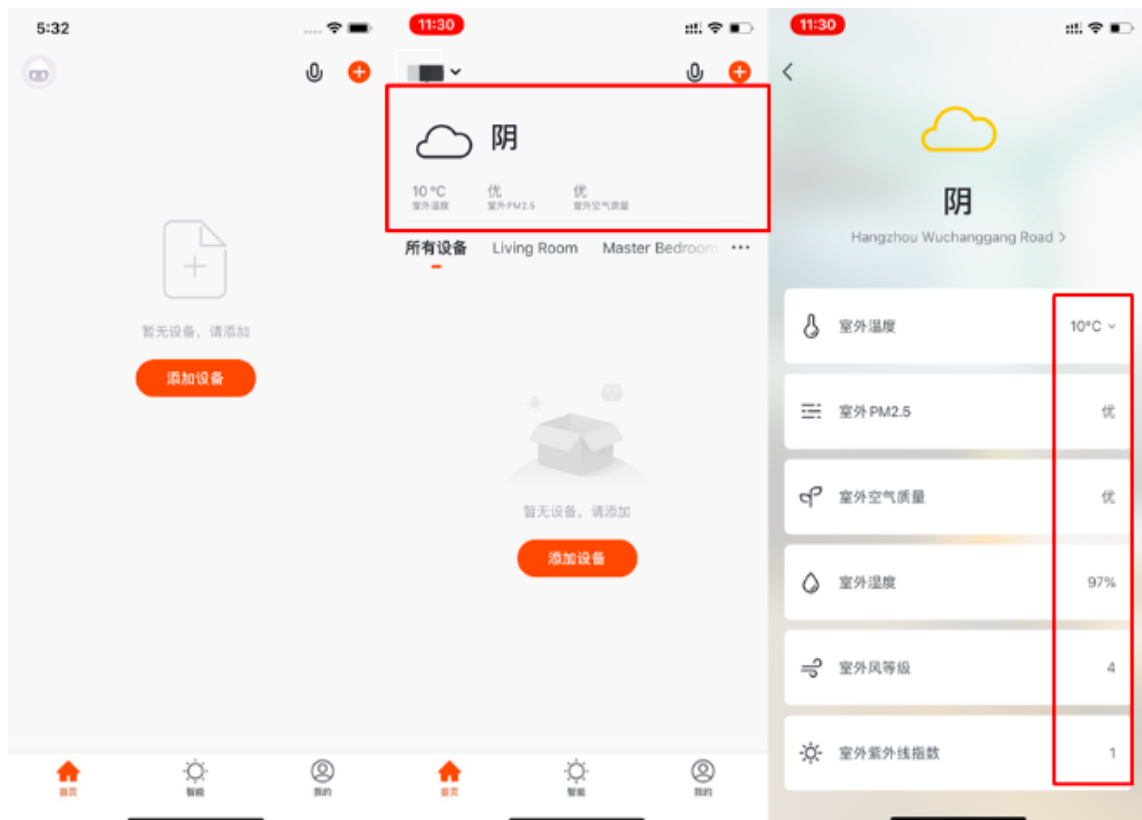 5:32
暂无设备，请添加
添加设备
首页
智能
我的
11:30
阴
10 °C
优
优
室外温度
室外PM2.5
室外空气质量
所有设备
Living Room
Master Bedroom
暂无设备，请添加
添加设备
首页
智能
我的
11:30
阴
Hangzhou Wuchanggang Road >
室外温度
10°C
室外 PM2.5
优
室外空气质量
优
室外湿度
97%
室外风等级
4
室外紫外线指数
1